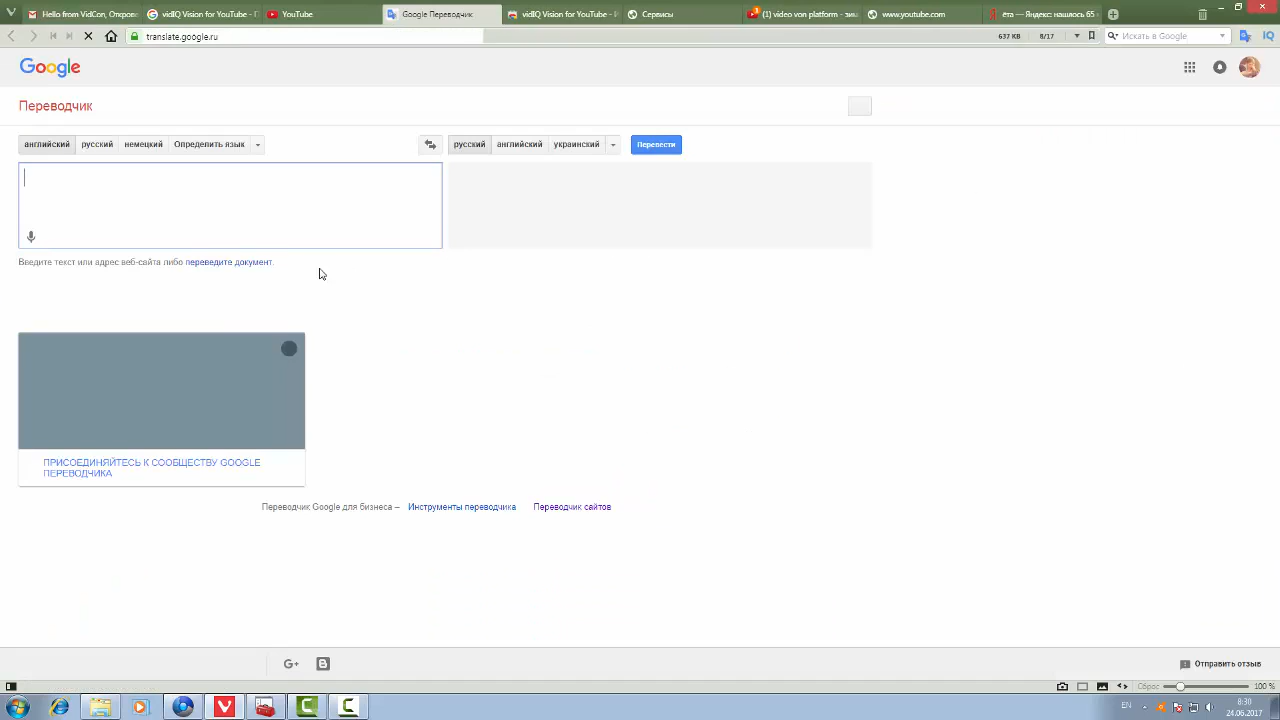 Hello from VidCon, Окроро
vidIQ Vision for YouTube - П
YouTube
Google Переводчик
vidIQ Vision for YouTube - И
Сервисы
(1) video von platform - зиш
www.youtube.com
ета — Яндекс: нашлось 65
translate.google.ru
637 KB
8/17
Искать в Google
IQ
Google
Переводчик
английский русский немецкий Определить язык
русский английский украинский Перевести
Введите текст или адрес веб-сайта либо переведите документ.
ПРИСОЕДИНЯЙТЕСЬ К СООБЩЕСТВУ GOOGLE
ПЕРЕВОДЧИКА
Переводчик Google для бизнеса – Инструменты переводчика Переводчик сайтов
G+
Отправить отзыв
Сброс
100 %
EN
8:30
24.06.2017